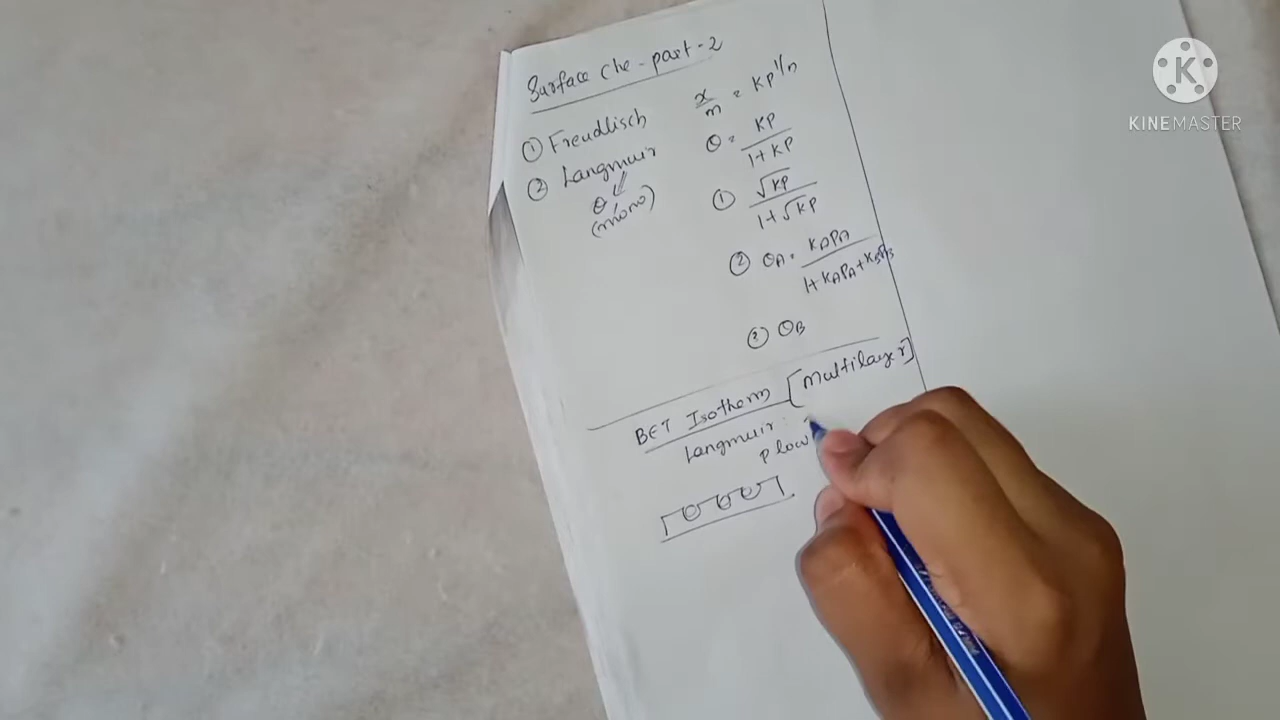 Surface Che - part - 2
① Freudlisch x/m = KP^1/n
② Langmuir θ = KP/1+KP
θ
(mono)
① √KP/1+√KP
② θA = KAPA/1+KAPA+KBPB
② θB
BET Isotherm [Multilayer]
Langmuir :
P low
KINEMASTER